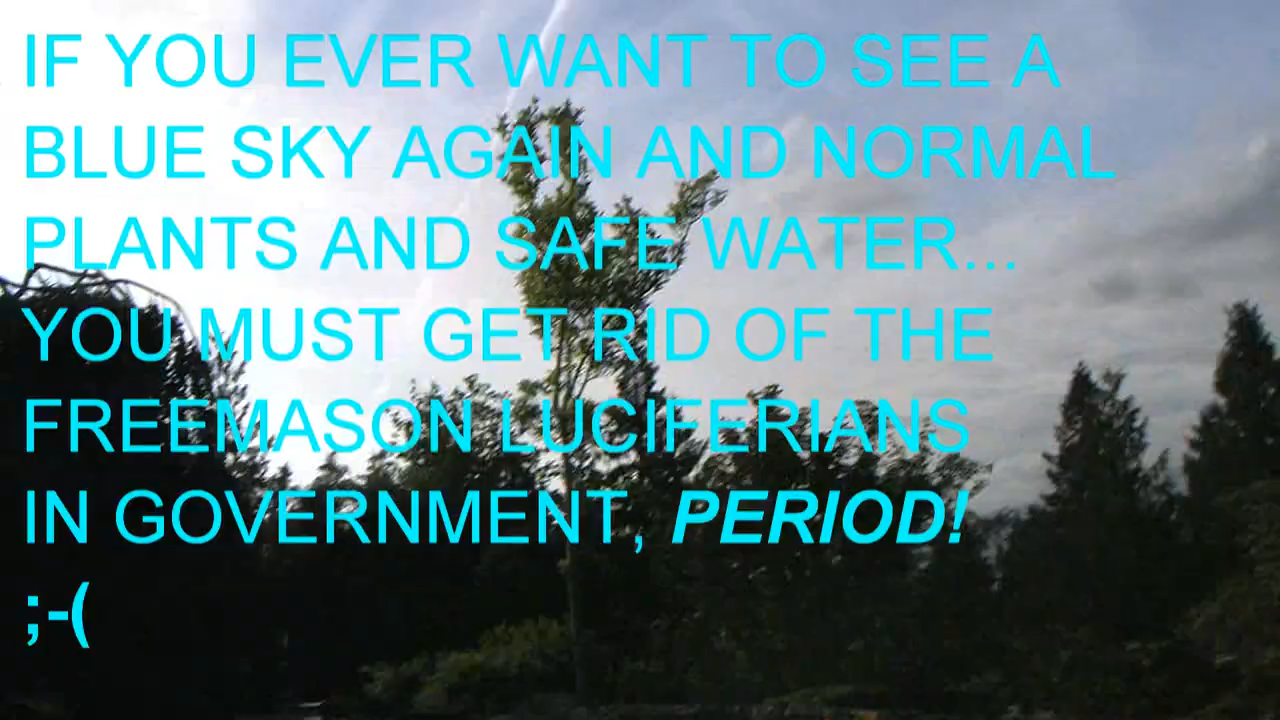 IF YOU EVER WANT TO SEE A
BLUE SKY AGAIN AND NORMAL
PLANTS AND SAFE WATER...
YOU MUST GET RID OF THE
FREEMASON LUCIFERIANS
IN GOVERNMENT, PERIOD!
;-(